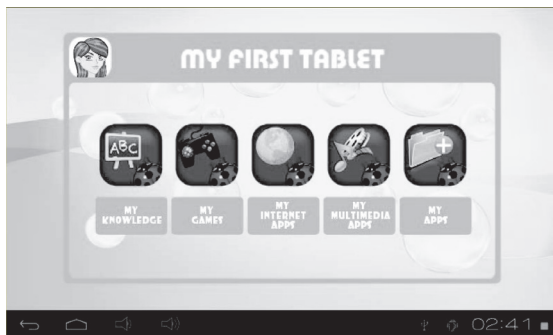 MY FIRST TABLET
ABC
MY
KNOWLEDGE
MY
GAMES
MY
INTERNET
APPS
MY
MULTIMEDIA
APPS
MY
APPS
02:41